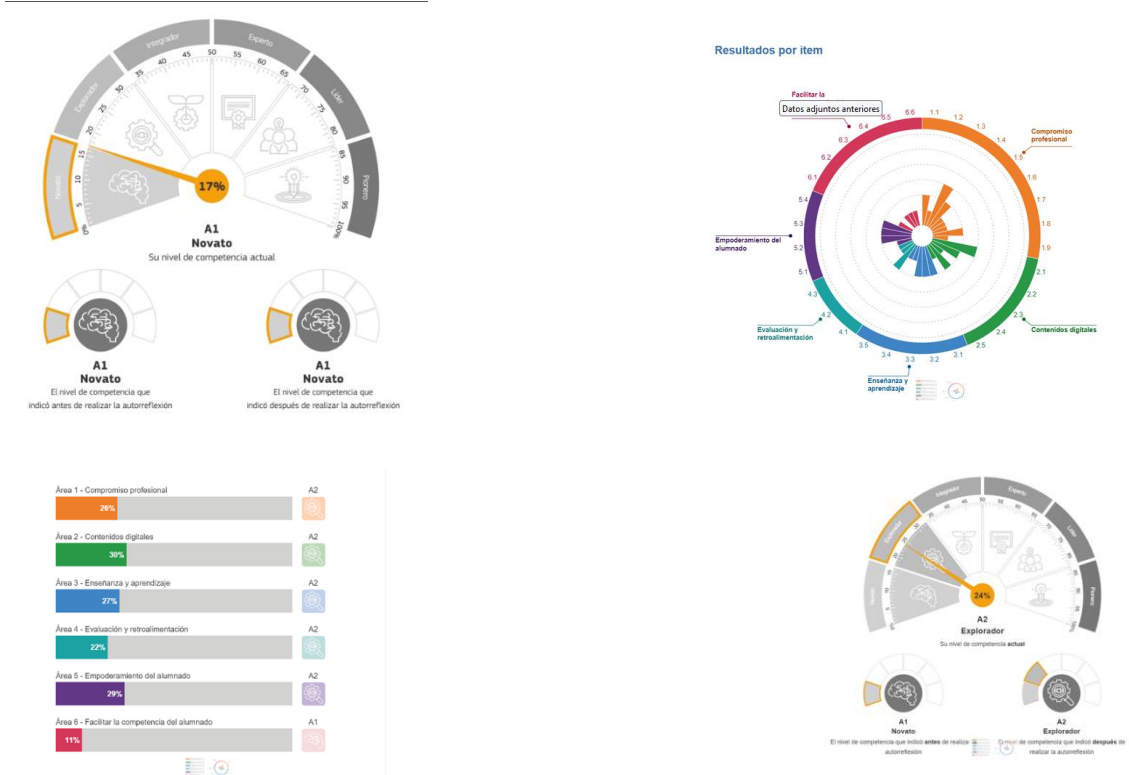 Integrador
Experto
Explorador
Líder
Novato
Pionero
%0
5
10
15
20
25
30
35
40
45
50
55
60
65
70
75
80
85
90
95
100%
17%
A1
Novato
Su nivel de competencia actual
A1
Novato
El nivel de competencia que
indicó antes de realizar la autorreflexión
A1
Novato
El nivel de competencia que
indicó después de realizar la autorreflexión
Resultados por item
Facilitar la
Datos adjuntos anteriores
Compromiso
profesional
Contenidos digitales
Enseñanza y
aprendizaje
Evaluación y
retroalimentación
Empoderamiento del
alumnado
1.1
1.2
1.3
1.4
1.5
1.6
1.7
1.8
1.9
2.1
2.2
2.3
2.4
2.5
3.1
3.2
3.3
3.4
3.5
4.1
4.2
4.3
5.1
5.2
5.3
5.4
6.1
6.2
6.3
6.4
6.5
6.6
Área 1 - Compromiso profesional A2
26%
Área 2 - Contenidos digitales A2
30%
Área 3 - Enseñanza y aprendizaje A2
27%
Área 4 - Evaluación y retroalimentación A2
22%
Área 5 - Empoderamiento del alumnado A2
29%
Área 6 - Facilitar la competencia del alumnado A1
11%
Integrador
Experto
Explorador
Líder
Novato
Pionero
24%
A2
Explorador
Su nivel de competencia actual
A1
Novato
El nivel de competencia que indicó antes de realizar
autorreflexión
A2
Explorador
El nivel de competencia que indicó después de
realizar la autorreflexión